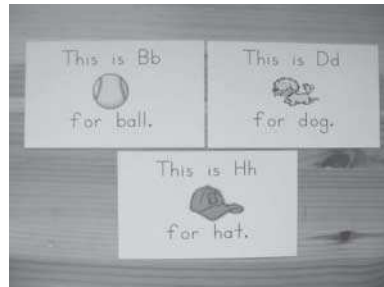 This is Bb
for ball.
This is Dd
for dog.
This is Hh
for hat.